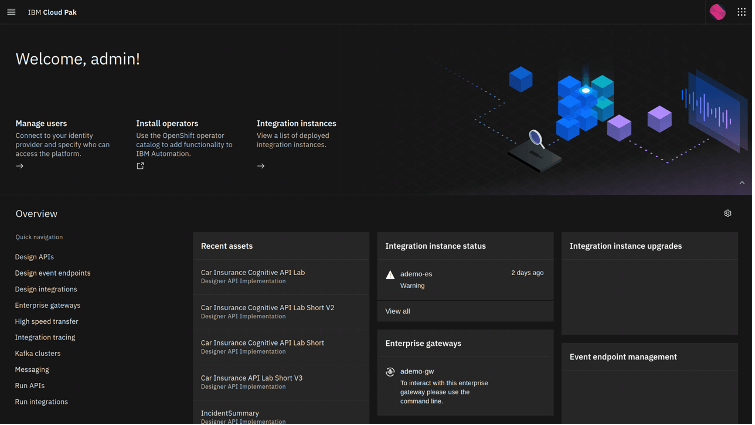 IBM Cloud Pak
Welcome, admin!
Manage users
Connect to your identity
provider and specify who can
access the platform.
Install operators
Use the OpenShift operator
catalog to add functionality to
IBM Automation.
Integration instances
View a list of deployed
integration instances.
Overview
Quick navigation
Design APIs
Design event endpoints
Design integrations
Enterprise gateways
High speed transfer
Integration tracing
Kafka clusters
Messaging
Run APIs
Run integrations
Recent assets
Car Insurance Cognitive API Lab
Designer API Implementation
Car Insurance Cognitive API Lab Short V2
Designer API Implementation
Car Insurance Cognitive API Lab Short
Designer API Implementation
Car Insurance API Lab Short V3
Designer API Implementation
IncidentSummary
Designer API Implementation
Integration instance status
ademo-es 2 days ago
Warning
View all
Enterprise gateways
ademo-gw
To interact with this enterprise
gateway please use the
command line.
Integration instance upgrades
Event endpoint management